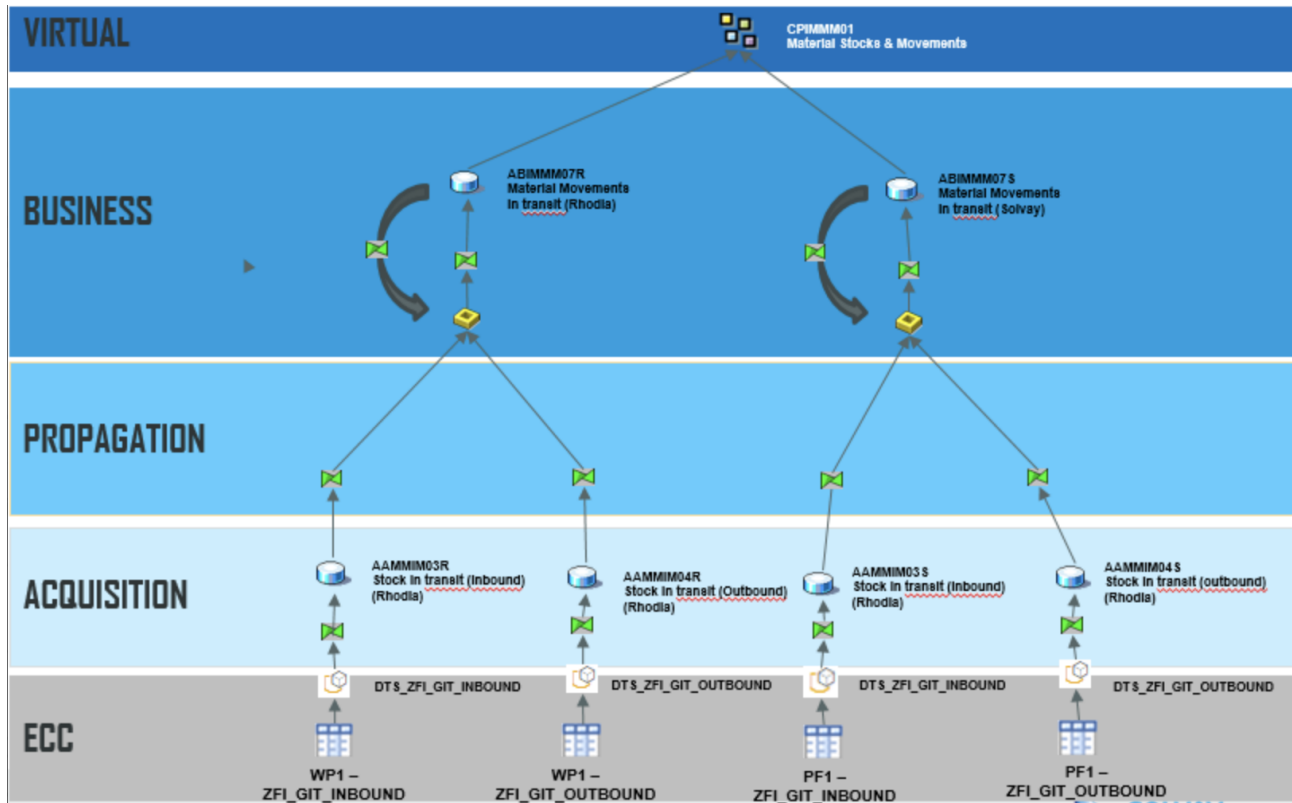 VIRTUAL
CPIMMM01
Material Stocks & Movements
BUSINESS
ABIMMM07R
Material Movements
In transit (Rhodia)
ABIMMM07S
Material Movements
In transit (Solvay)
PROPAGATION
ACQUISITION
AAMMIM03R
Stock In transit (Inbound)
(Rhodia)
AAMMIM04R
Stock In transit (Outbound)
(Rhodia)
AAMMIM03S
Stock In transit (Inbound)
(Rhodia)
AAMMIM04S
Stock In transit (outbound)
(Rhodia)
ECC
DTS_ZFI_GIT_INBOUND
DTS_ZFI_GIT_OUTBOUND
DTS_ZFI_GIT_INBOUND
DTS_ZFI_GIT_OUTBOUND
WP1 –
ZFI_GIT_INBOUND
WP1 –
ZFI_GIT_OUTBOUND
PF1 –
ZFI_GIT_INBOUND
PF1 –
ZFI_GIT_OUTBOUND